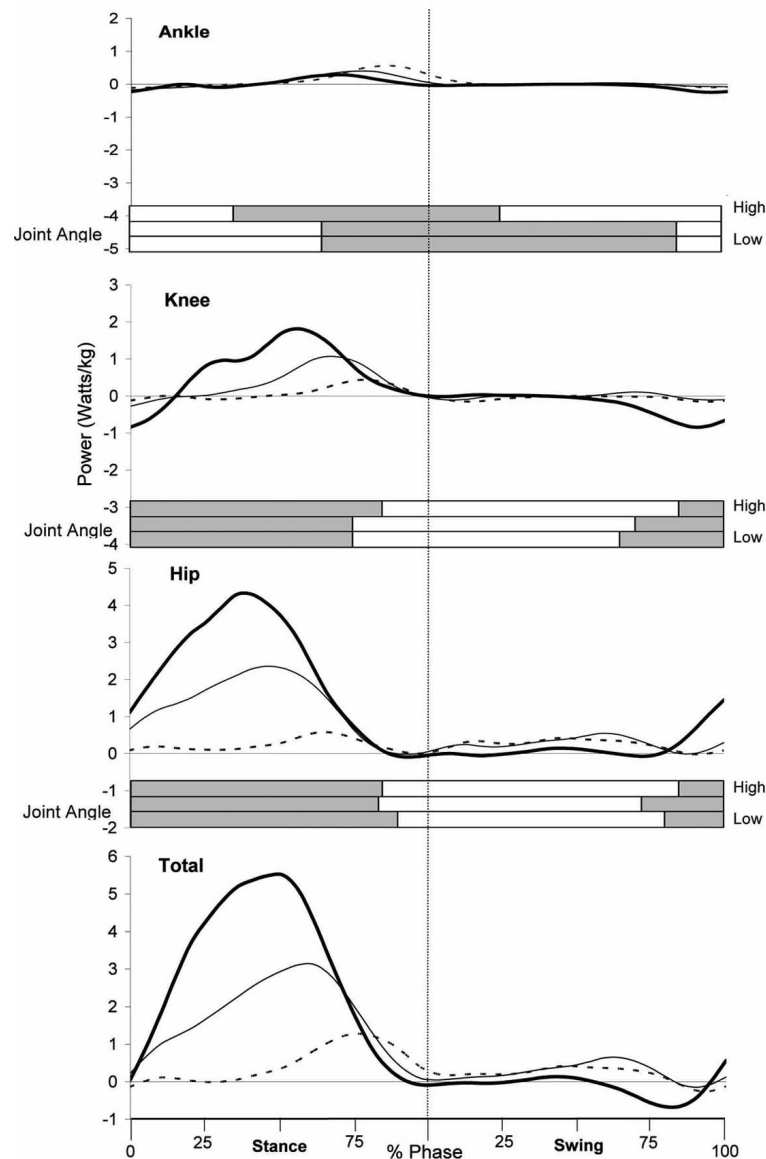 Ankle
2
1
0
-1
-2
-3
-4
-5
High
Joint Angle
Low
Knee
3
2
1
0
-1
-2
-3
-4
Power (Watts/kg)
High
Joint Angle
Low
Hip
5
4
3
2
1
0
-1
-2
High
Joint Angle
Low
Total
6
5
4
3
2
1
0
-1
0 25 Stance 75 % Phase 25 Swing 75 100